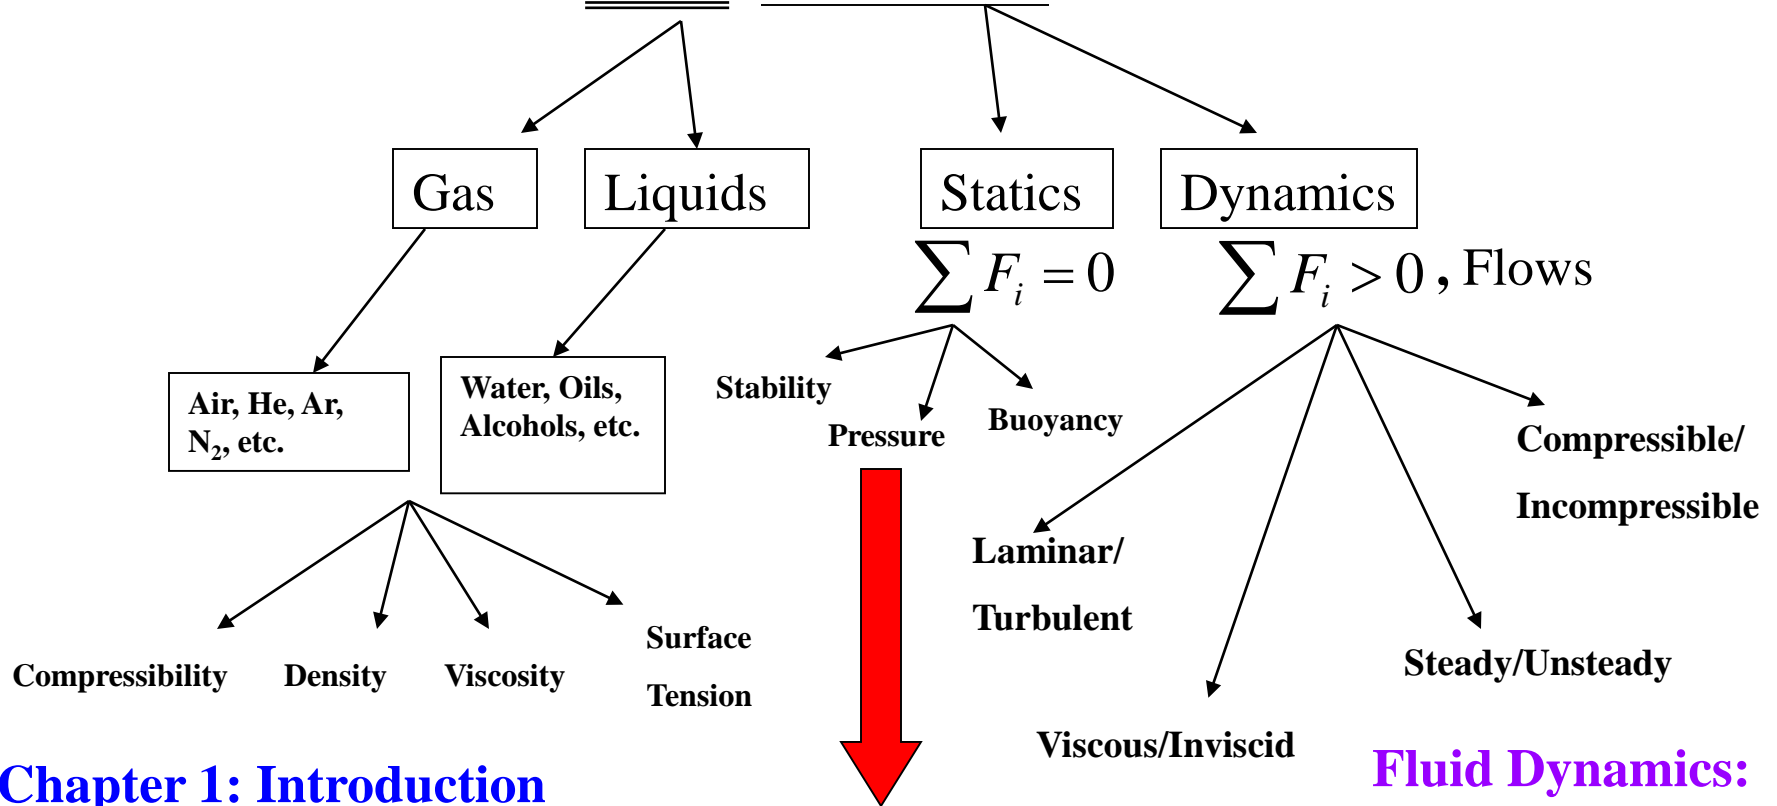 Gas
Liquids
Statics
Dynamics
∑ F_i = 0
∑ F_i > 0 , Flows
Air, He, Ar,
N₂, etc.
Water, Oils,
Alcohols, etc.
Stability
Pressure
Buoyancy
Compressible/
Incompressible
Laminar/
Turbulent
Compressibility
Density
Viscosity
Surface
Tension
Steady/Unsteady
Viscous/Inviscid
Chapter 1: Introduction
Fluid Dynamics: